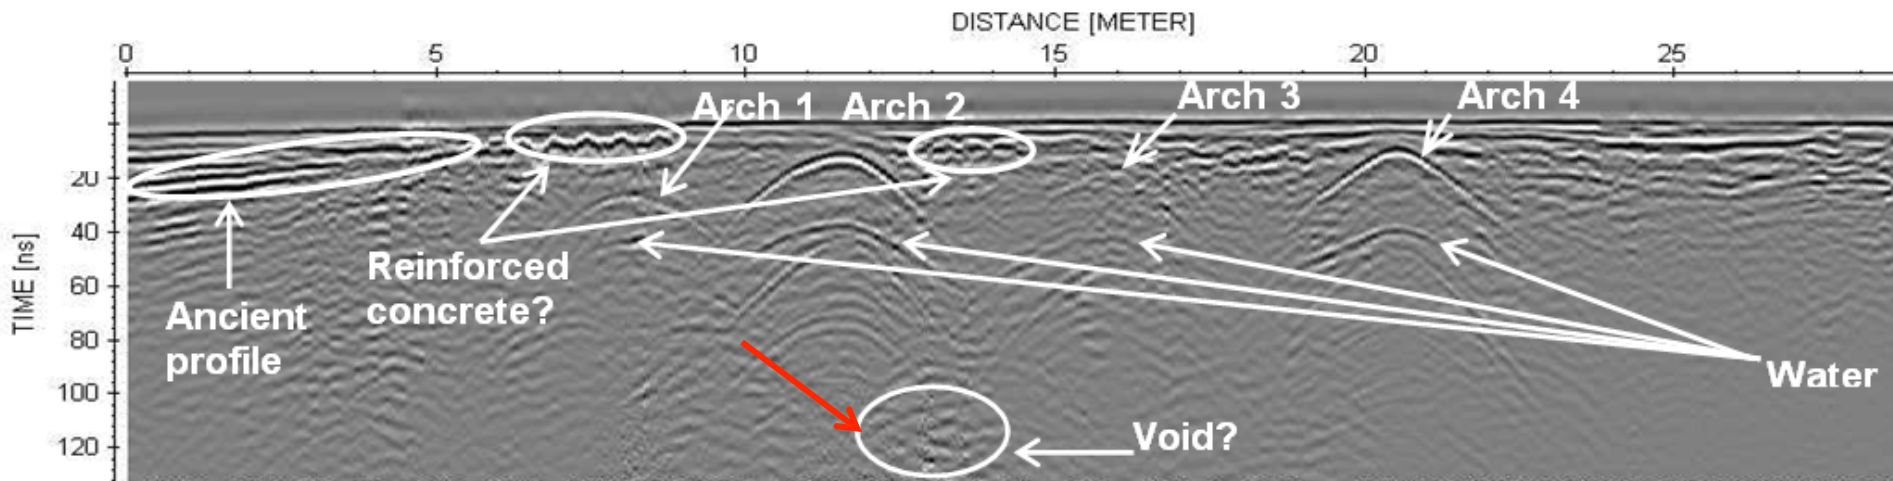 DISTANCE [METER]
0 5 10 15 20 25
Arch 1 Arch 2 Arch 3 Arch 4
TIME [ns]
20
40
60
80
100
120
Reinforced
concrete?
Ancient
profile
Water
Void?